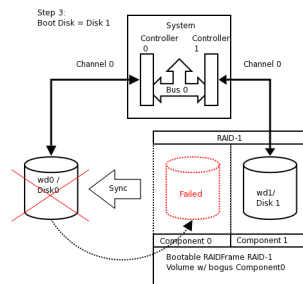 Step 3:
Boot Disk = Disk 1
System
Controller 0
Controller 1
Channel 0
Channel 0
Bus 0
RAID-1
wd0 /
Disk0
Sync
Failed
wd1/
Disk 1
Component 0
Component 1
Bootable RAIDFrame RAID-1
Volume w/ bogus Component0